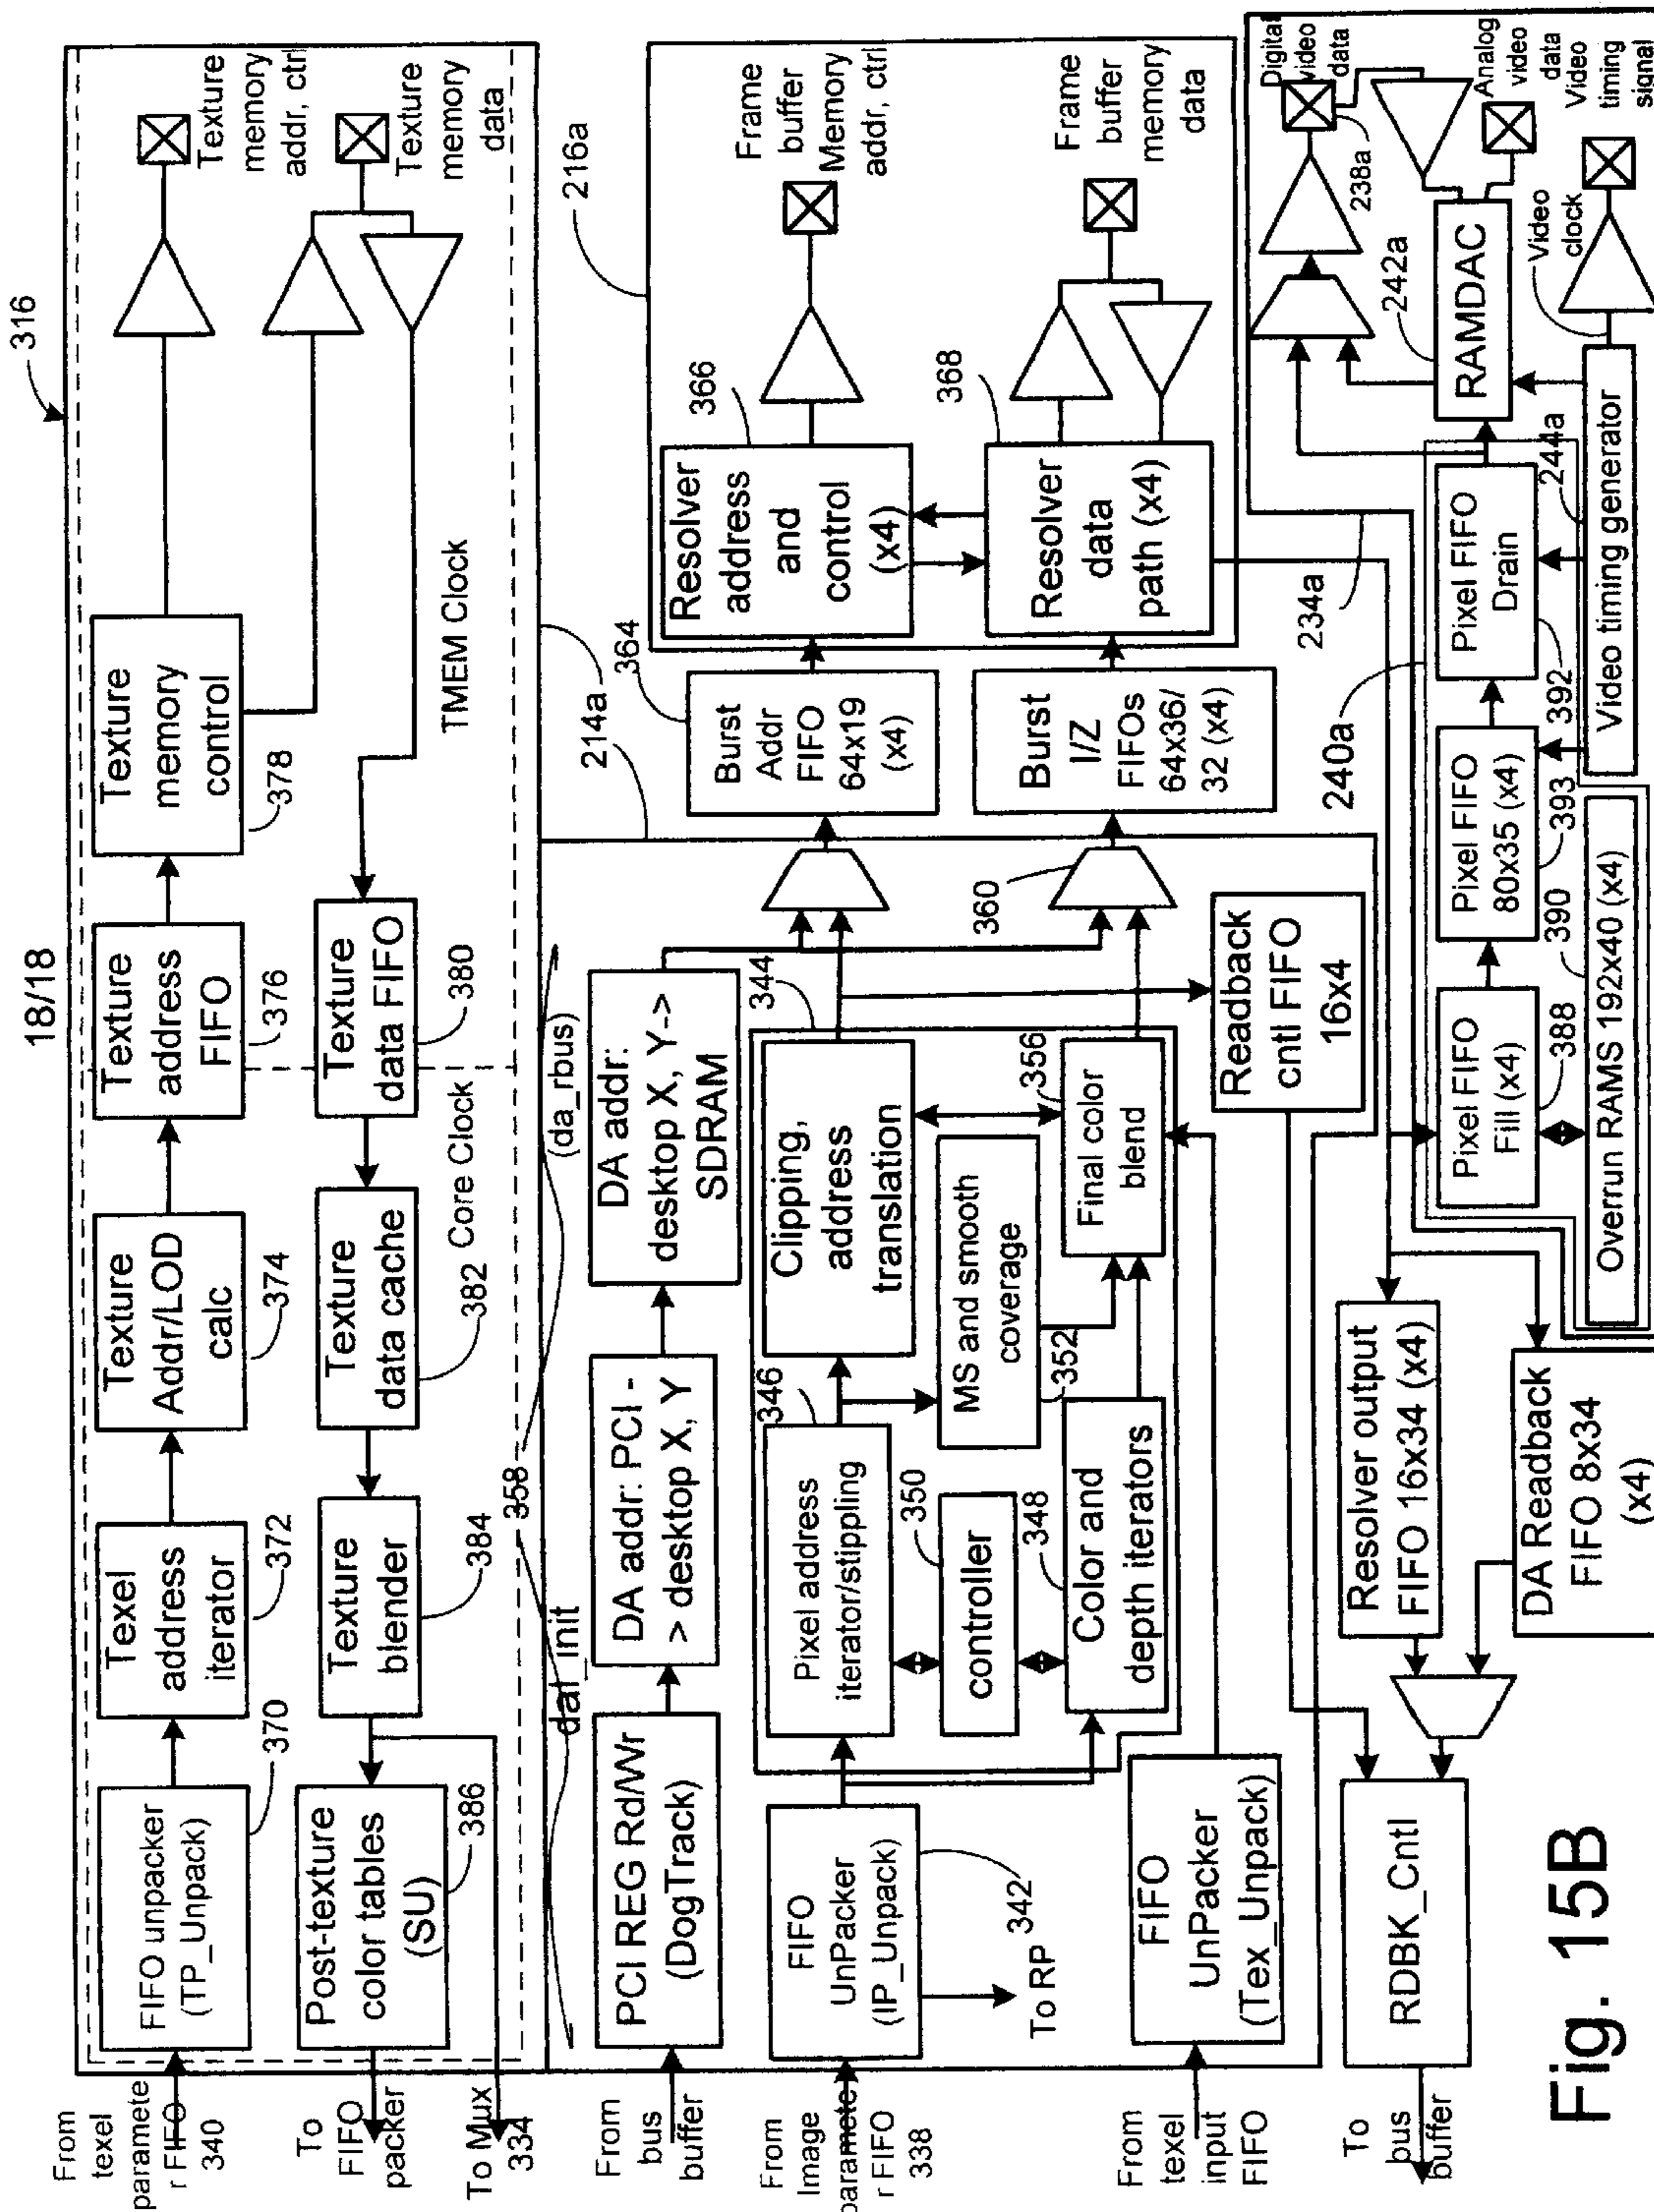 18/18
316
From
texel
paramete
r FIFO
340
FIFO unpacker
(TP_Unpack)
370
Texel
address
iterator
372
Texture
Addr/LOD
calc
374
Texture
address
FIFO
376
Texture
memory
control
378
Texture
memory
addr, ctrl
To
FIFO
packer
To Mux
334
Post-texture
color tables
(SU)
386
Texture
blender
384
Texture
data cache
382
Core Clock
Texture
data FIFO
380
TMEM Clock
Texture
memory
data
From
bus
buffer
PCI REG Rd/Wr
(DogTrack)
dal_init
358
DA addr: PCI -
> desktop X, Y
DA addr:
desktop X, Y->
SDRAM
(da_rbus)
214a
From
Image
paramete
r FIFO
338
FIFO
UnPacker
(IP_Unpack)
342
To RP
Pixel address
iterator/stippling
346
controller
350
Color and
depth iterators
348
MS and smooth
coverage
352
Clipping,
address
translation
344
Final color
blend
356
360
Readback
cntl FIFO
16x4
Burst
Addr
FIFO
64x19
(x4)
364
Burst
I/Z
FIFOs
64x36/
32 (x4)
216a
Resolver
address
and
control
(x4)
366
Resolver
data
path (x4)
368
Frame
buffer
Memory
addr, ctrl
Frame
buffer
memory
data
From
texel
input
FIFO
FIFO
UnPacker
(Tex_Unpack)
To
bus
buffer
RDBK_Cntl
Resolver output
FIFO 16x34 (x4)
DA Readback
FIFO 8x34
(x4)
234a
240a
Pixel FIFO
Fill (x4)
388
Overrun RAMS 192x40 (x4)
390
Pixel FIFO
80x35 (x4)
393
Pixel FIFO
Drain
392
Video timing generator
244a
RAMDAC
242a
Video
clock
238a
Digital
video
data
Analog
video
data
Video
timing
signal
Fig. 15B